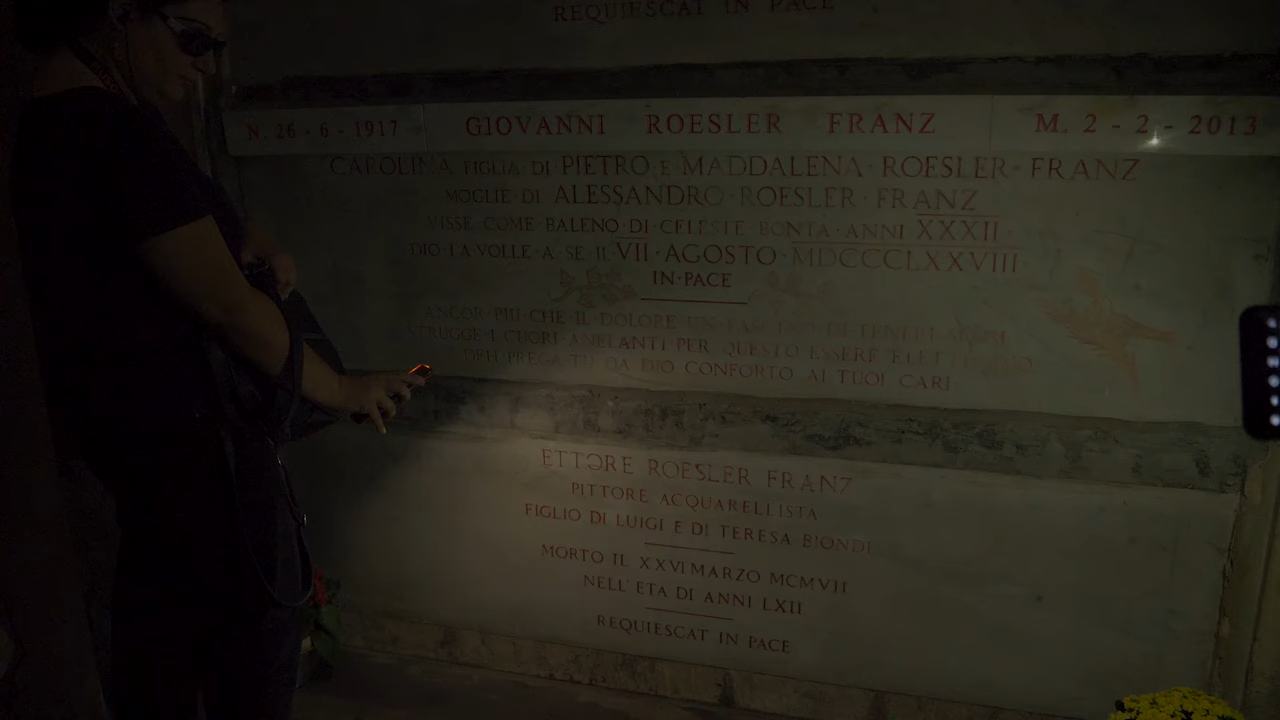 REQUIESCAT IN PACE
N. 26 - 6 - 1917 GIOVANNI ROESLER FRANZ M. 2 - 2 - 2013
CAROLINA FIGLIA DI PIETRO E MADDALENA · ROESLER · FRANZ
MOGLIE · DI ALESSANDRO · ROESLER · FRANZ
VISSE COME BALENO · DI · CELESTE BONTA · ANNI XXXII ·
DIO · LA VOLLE · A · SE IL VII · AGOSTO · MDCCCLXXVIII
IN · PACE
ANCOR · PIU · CHE IL DOLORE UN DI TENERI
STRUGGE · I CUORI ANELANTI PER QUESTO ESSERE
DEH PREGA TU DA DIO CONFORTO AI TUOI CARI
ETTORE ROESLER FRANZ
PITTORE ACQUARELLISTA
FIGLIO DI LUIGI E DI TERESA BIONDI
MORTO IL XXVI MARZO MCMVII
NELL' ETA DI ANNI LXII
REQUIESCAT IN PACE